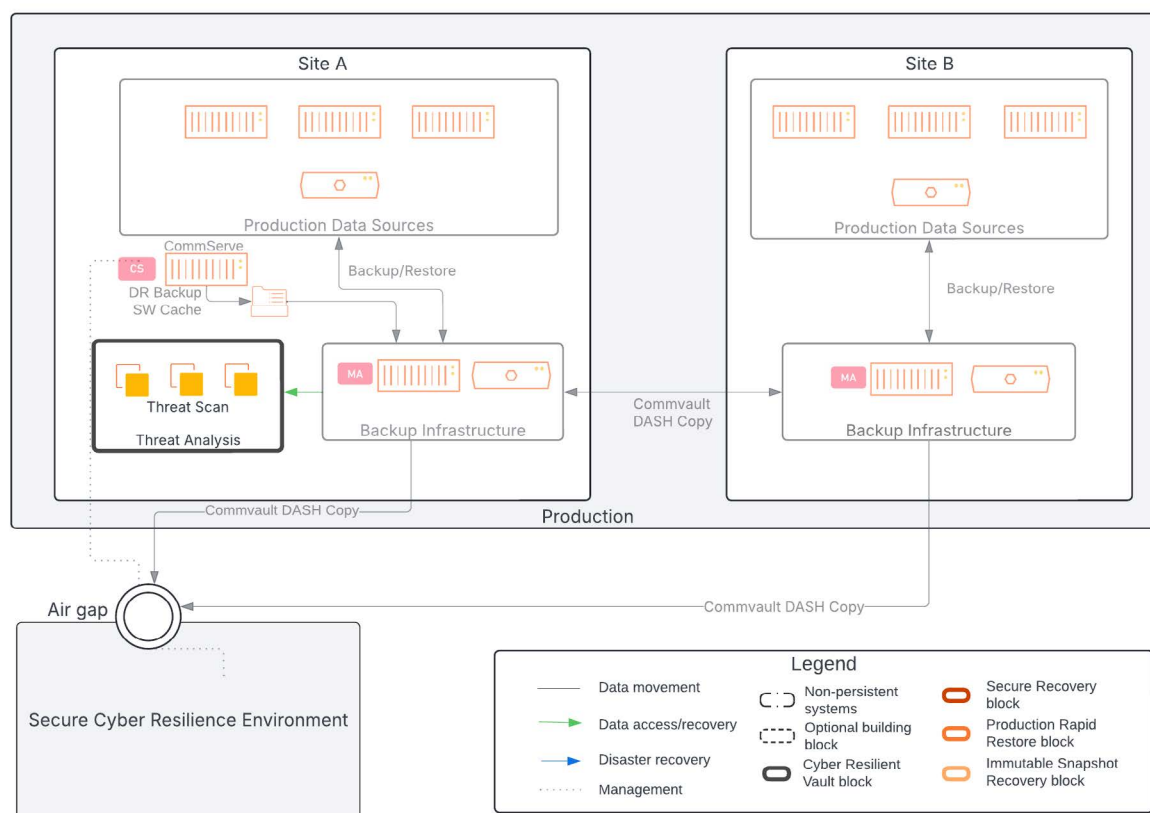 Site A
Site B
Production Data Sources
Production Data Sources
CommServe
CS
DR Backup
SW Cache
Backup/Restore
Backup/Restore
Threat Scan
Threat Analysis
MA
Backup Infrastructure
Commvault
DASH Copy
MA
Backup Infrastructure
Commvault DASH Copy
Production
Air gap
Commvault DASH Copy
Secure Cyber Resilience Environment
Legend
Data movement
Data access/recovery
Disaster recovery
Management
Non-persistent
systems
Optional building
block
Cyber Resilient
Vault block
Secure Recovery
block
Production Rapid
Restore block
Immutable Snapshot
Recovery block